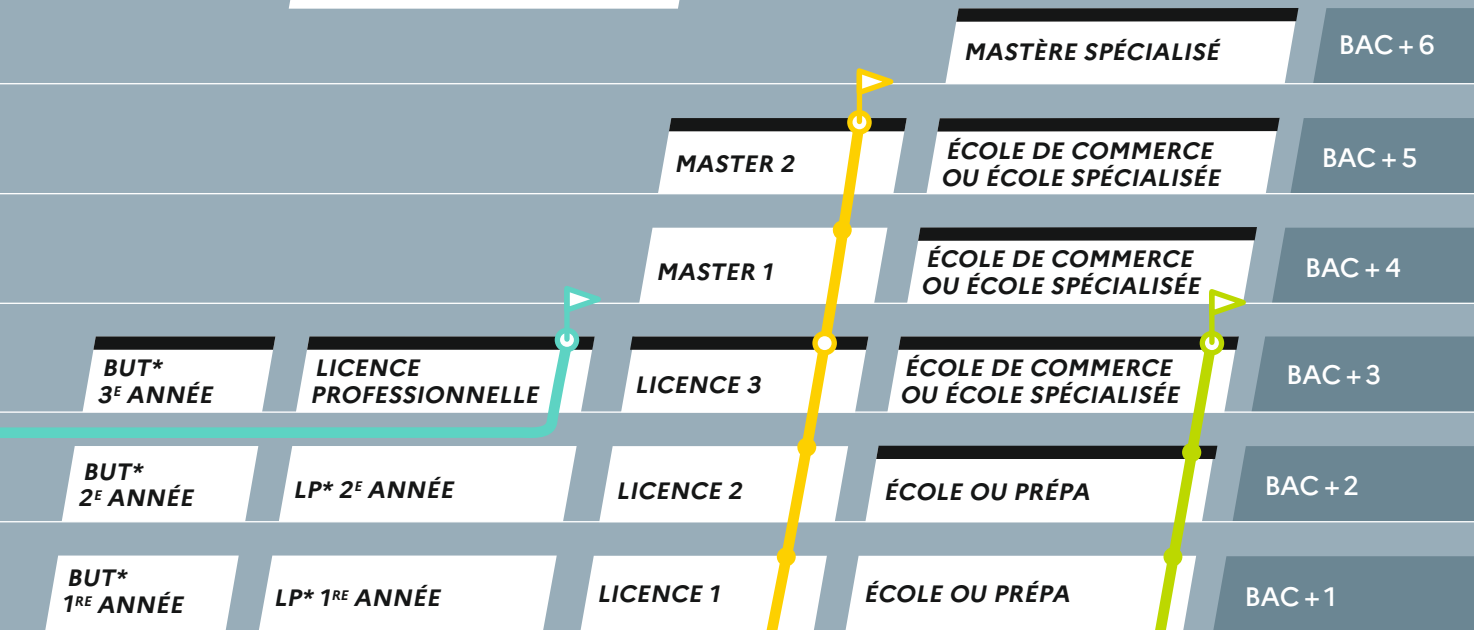 MASTÈRE SPÉCIALISÉ
BAC + 6
MASTER 2
ÉCOLE DE COMMERCE
OU ÉCOLE SPÉCIALISÉE
BAC + 5
MASTER 1
ÉCOLE DE COMMERCE
OU ÉCOLE SPÉCIALISÉE
BAC + 4
BUT*
3E ANNÉE
LICENCE
PROFESSIONNELLE
LICENCE 3
ÉCOLE DE COMMERCE
OU ÉCOLE SPÉCIALISÉE
BAC + 3
BUT*
2E ANNÉE
LP* 2E ANNÉE
LICENCE 2
ÉCOLE OU PRÉPA
BAC + 2
BUT*
1RE ANNÉE
LP* 1RE ANNÉE
LICENCE 1
ÉCOLE OU PRÉPA
BAC + 1